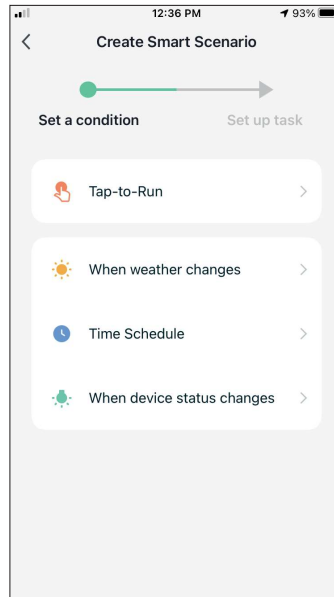 12:36 PM
93%
Create Smart Scenario
Set a condition
Set up task
Tap-to-Run
When weather changes
Time Schedule
When device status changes